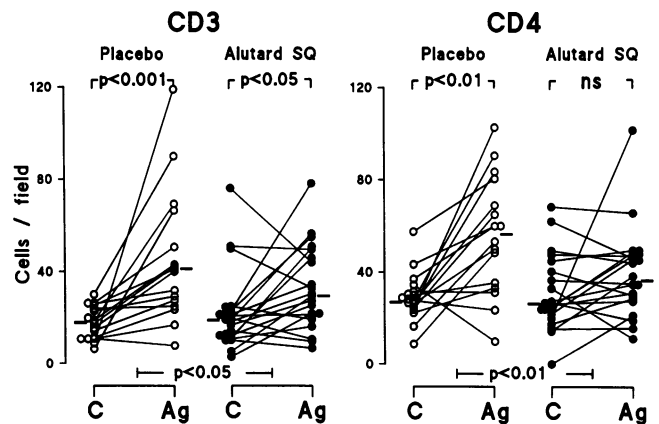 CD3 CD4
Placebo Alutard SQ Placebo Alutard SQ
p<0.001 p<0.05 p<0.01 ns
120 120
80 80
40 40
0 0
Cells / field
p<0.05 p<0.01
C Ag C Ag C Ag C Ag